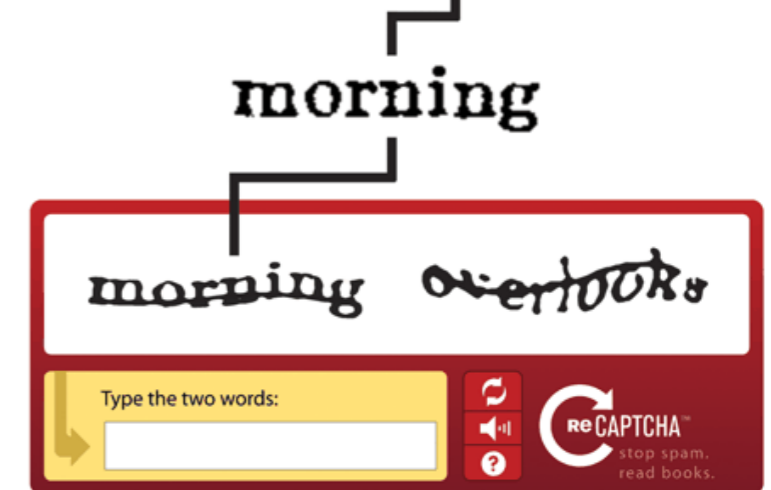 morning
morning overlooks
Type the two words:
ReCAPTCHA™
stop spam.
read books.